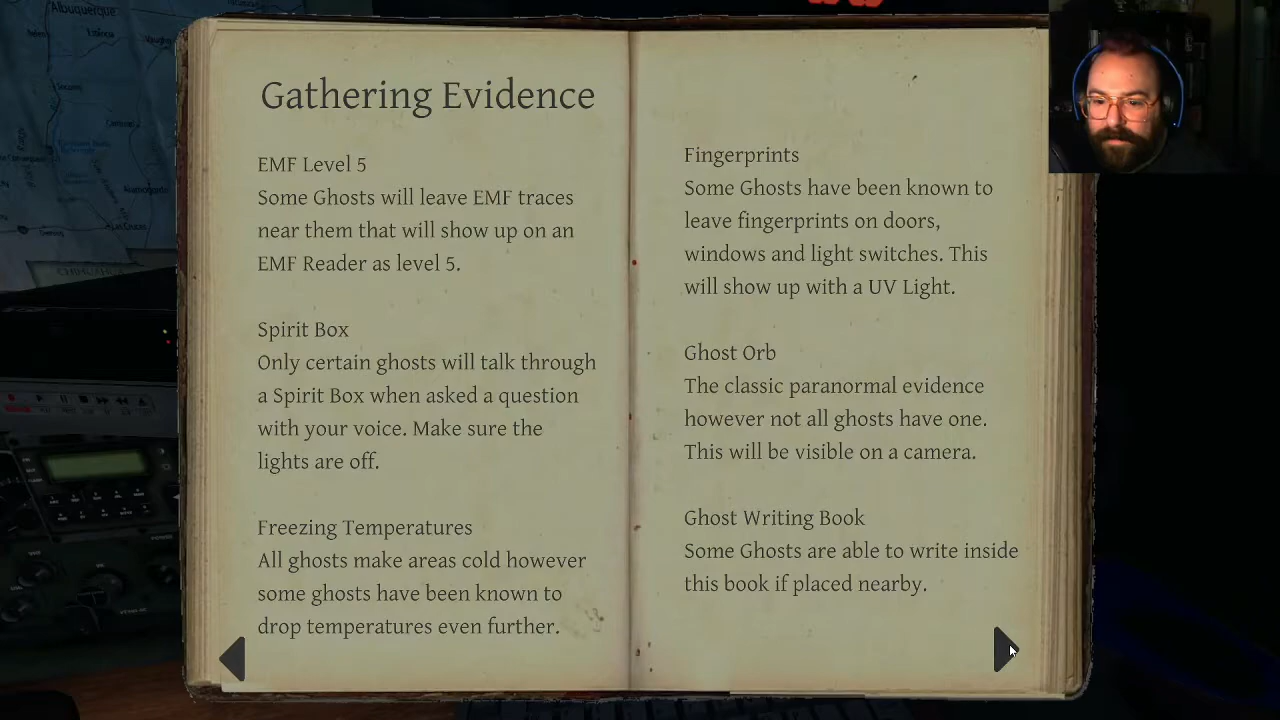 Albuquerque
Gathering Evidence
EMF Level 5
Some Ghosts will leave EMF traces
near them that will show up on an
EMF Reader as level 5.
Spirit Box
Only certain ghosts will talk through
a Spirit Box when asked a question
with your voice. Make sure the
lights are off.
Freezing Temperatures
All ghosts make areas cold however
some ghosts have been known to
drop temperatures even further.
Fingerprints
Some Ghosts have been known to
leave fingerprints on doors,
windows and light switches. This
will show up with a UV Light.
Ghost Orb
The classic paranormal evidence
however not all ghosts have one.
This will be visible on a camera.
Ghost Writing Book
Some Ghosts are able to write inside
this book if placed nearby.